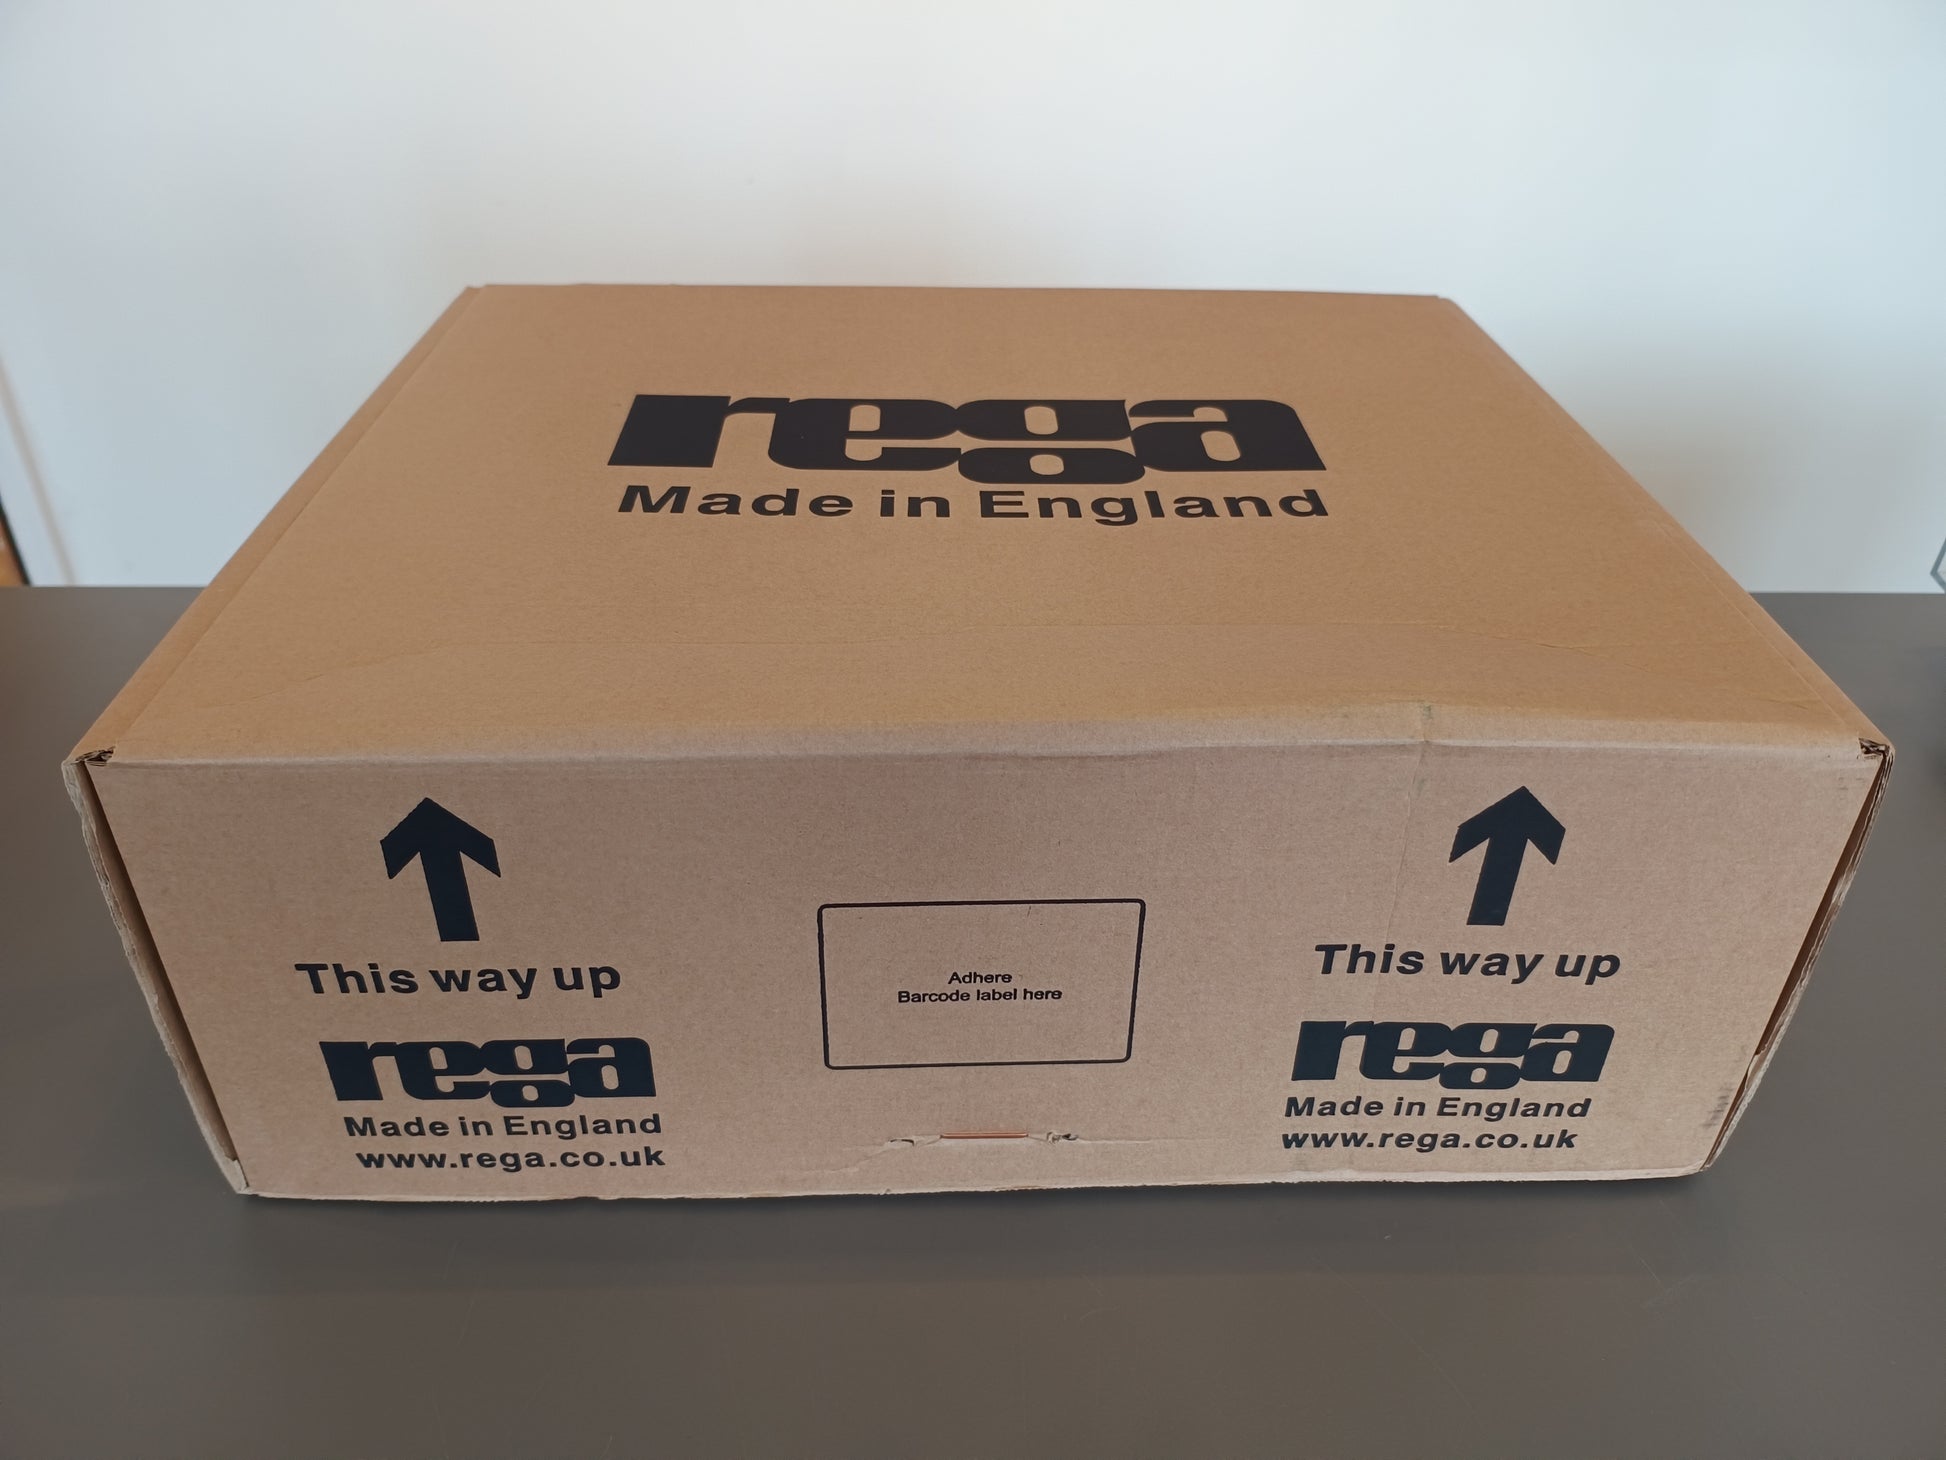 rega
Made in England
This way up
rega
Made in England
www.rega.co.uk
Adhere
Barcode label here
This way up
rega
Made in England
www.rega.co.uk